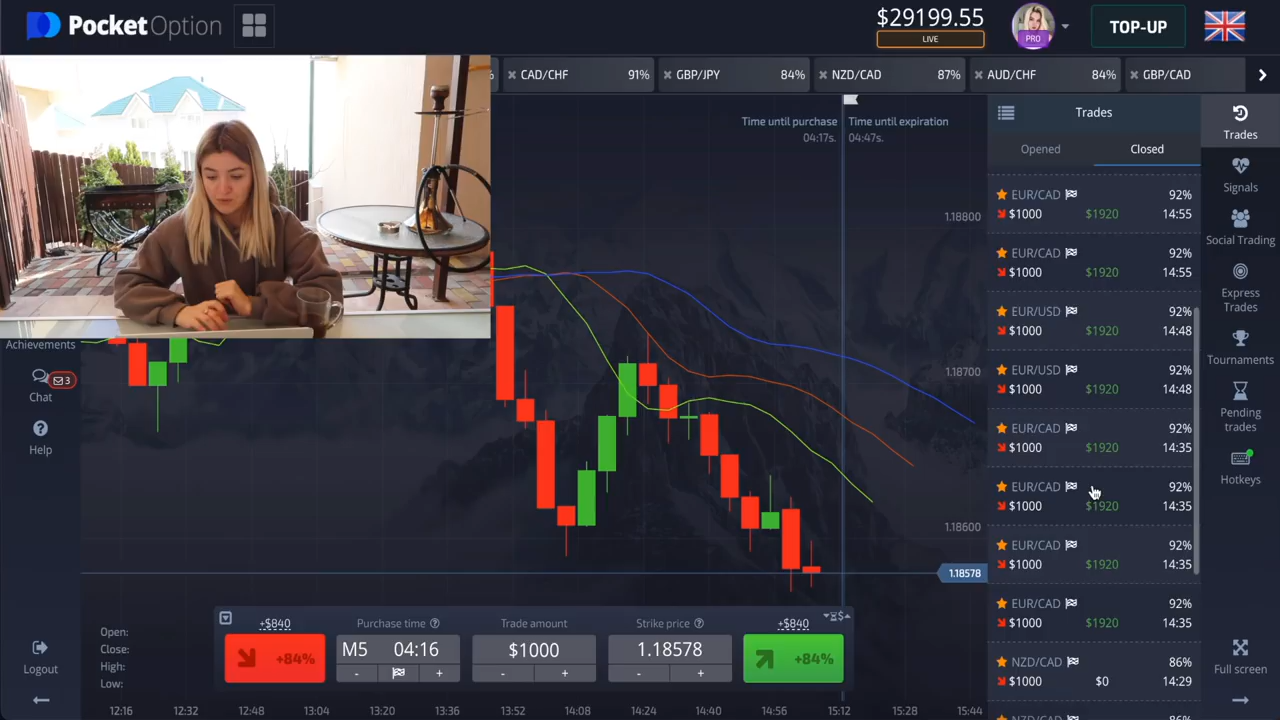 PocketOption
$29199.55
LIVE
PRO
TOP-UP
% CAD/CHF 91% GBP/JPY 84% NZD/CAD 87% AUD/CHF 84% GBP/CAD
Time until purchase
04:17s.
Time until expiration
04:47s.
1.18800
1.18700
1.18600
1.18578
Achievements
3
Chat
Help
Logout
Open:
Close:
High:
Low:
+$840
+84%
Purchase time
M5 04:16
- +
Trade amount
$1000
- +
Strike price
1.18578
- +
+$840
+84%
12:16 12:32 12:48 13:04 13:20 13:36 13:52 14:08 14:24 14:40 14:56 15:12 15:28 15:44
Trades
Opened Closed
EUR/CAD 92%
$1000 $1920 14:55
EUR/CAD 92%
$1000 $1920 14:55
EUR/USD 92%
$1000 $1920 14:48
EUR/USD 92%
$1000 $1920 14:48
EUR/CAD 92%
$1000 $1920 14:35
EUR/CAD 92%
$1000 $1920 14:35
EUR/CAD 92%
$1000 $1920 14:35
EUR/CAD 92%
$1000 $1920 14:35
NZD/CAD 86%
$1000 $0 14:29
NZD/CAD 86%
Trades
Signals
Social Trading
Express
Trades
Tournaments
Pending
trades
Hotkeys
Full screen